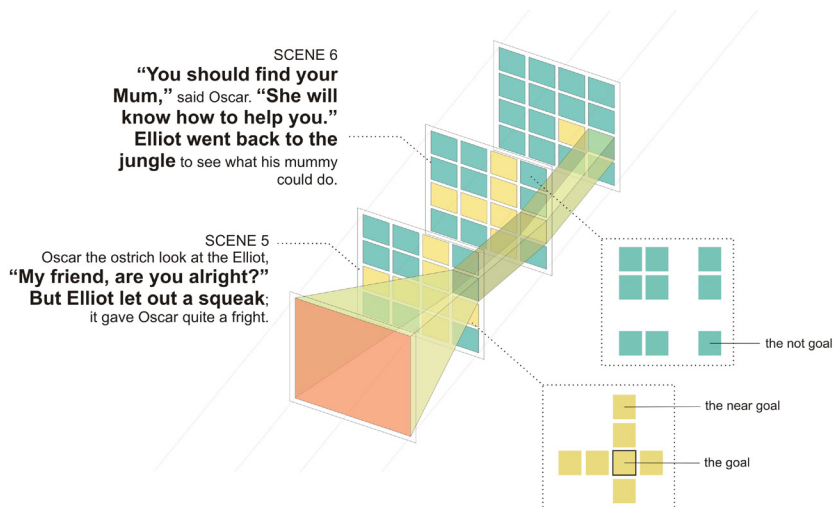 SCENE 6
“You should find your
Mum,” said Oscar. “She will
know how to help you.”
Elliot went back to the
jungle to see what his mummy
could do.
SCENE 5
Oscar the ostrich look at the Elliot,
“My friend, are you alright?”
But Elliot let out a squeak;
it gave Oscar quite a fright.
the not goal
the near goal
the goal